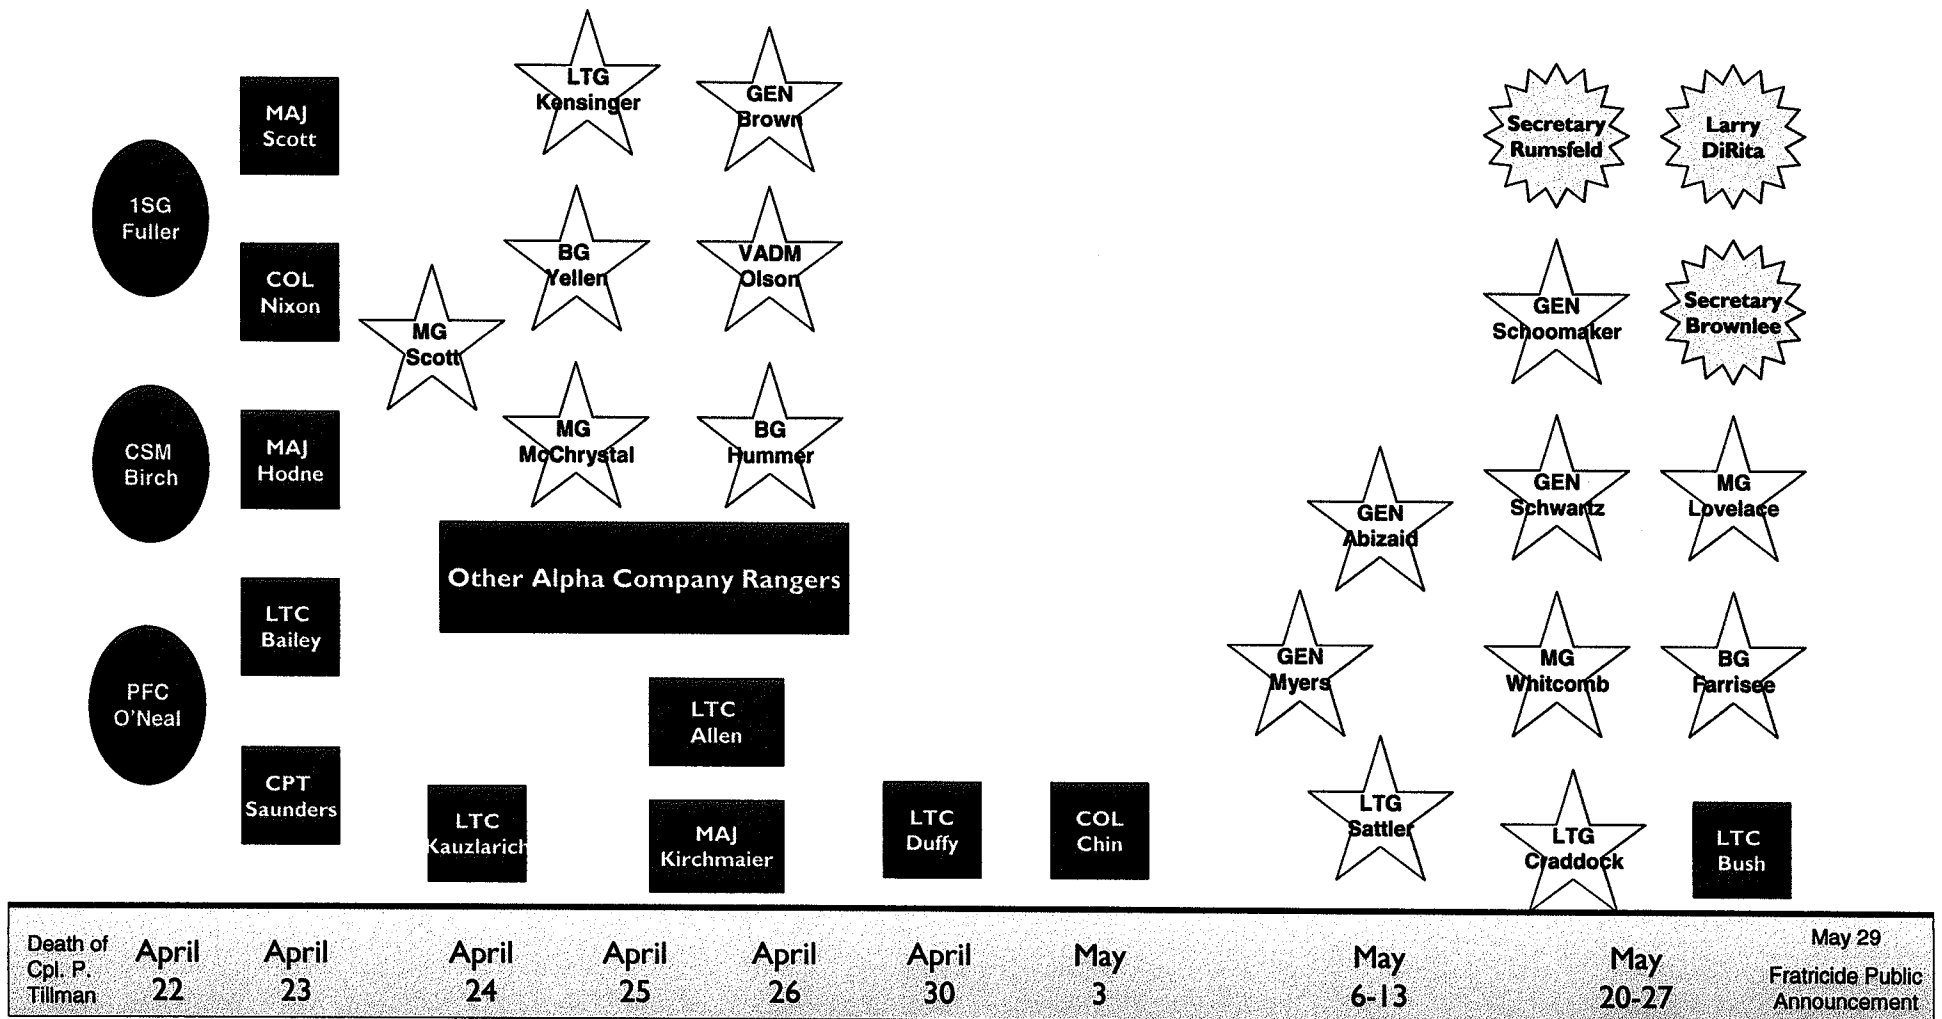 1SG
Fuller
CSM
Birch
PFC
O'Neal
MAJ
Scott
COL
Nixon
MAJ
Hodne
LTC
Bailey
CPT
Saunders
MG
Scott
LTG
Kensinger
BG
Yellen
MG
McChrystal
GEN
Brown
VADM
Olson
BG
Hummer
Other Alpha Company Rangers
LTC
Kauzlarich
LTC
Allen
MAJ
Kirchmaier
LTC
Duffy
COL
Chin
GEN
Myers
GEN
Abizaid
LTG
Sattler
Secretary
Rumsfeld
GEN
Schoomaker
GEN
Schwartz
MG
Whitcomb
LTG
Craddock
Larry
DiRita
Secretary
Brownlee
MG
Lovelace
BG
Farrisee
LTC
Bush
Death of
Cpl. P.
Tillman
April
22
April
23
April
24
April
25
April
26
April
30
May
3
May
6-13
May
20-27
May 29
Fratricide Public
Announcement